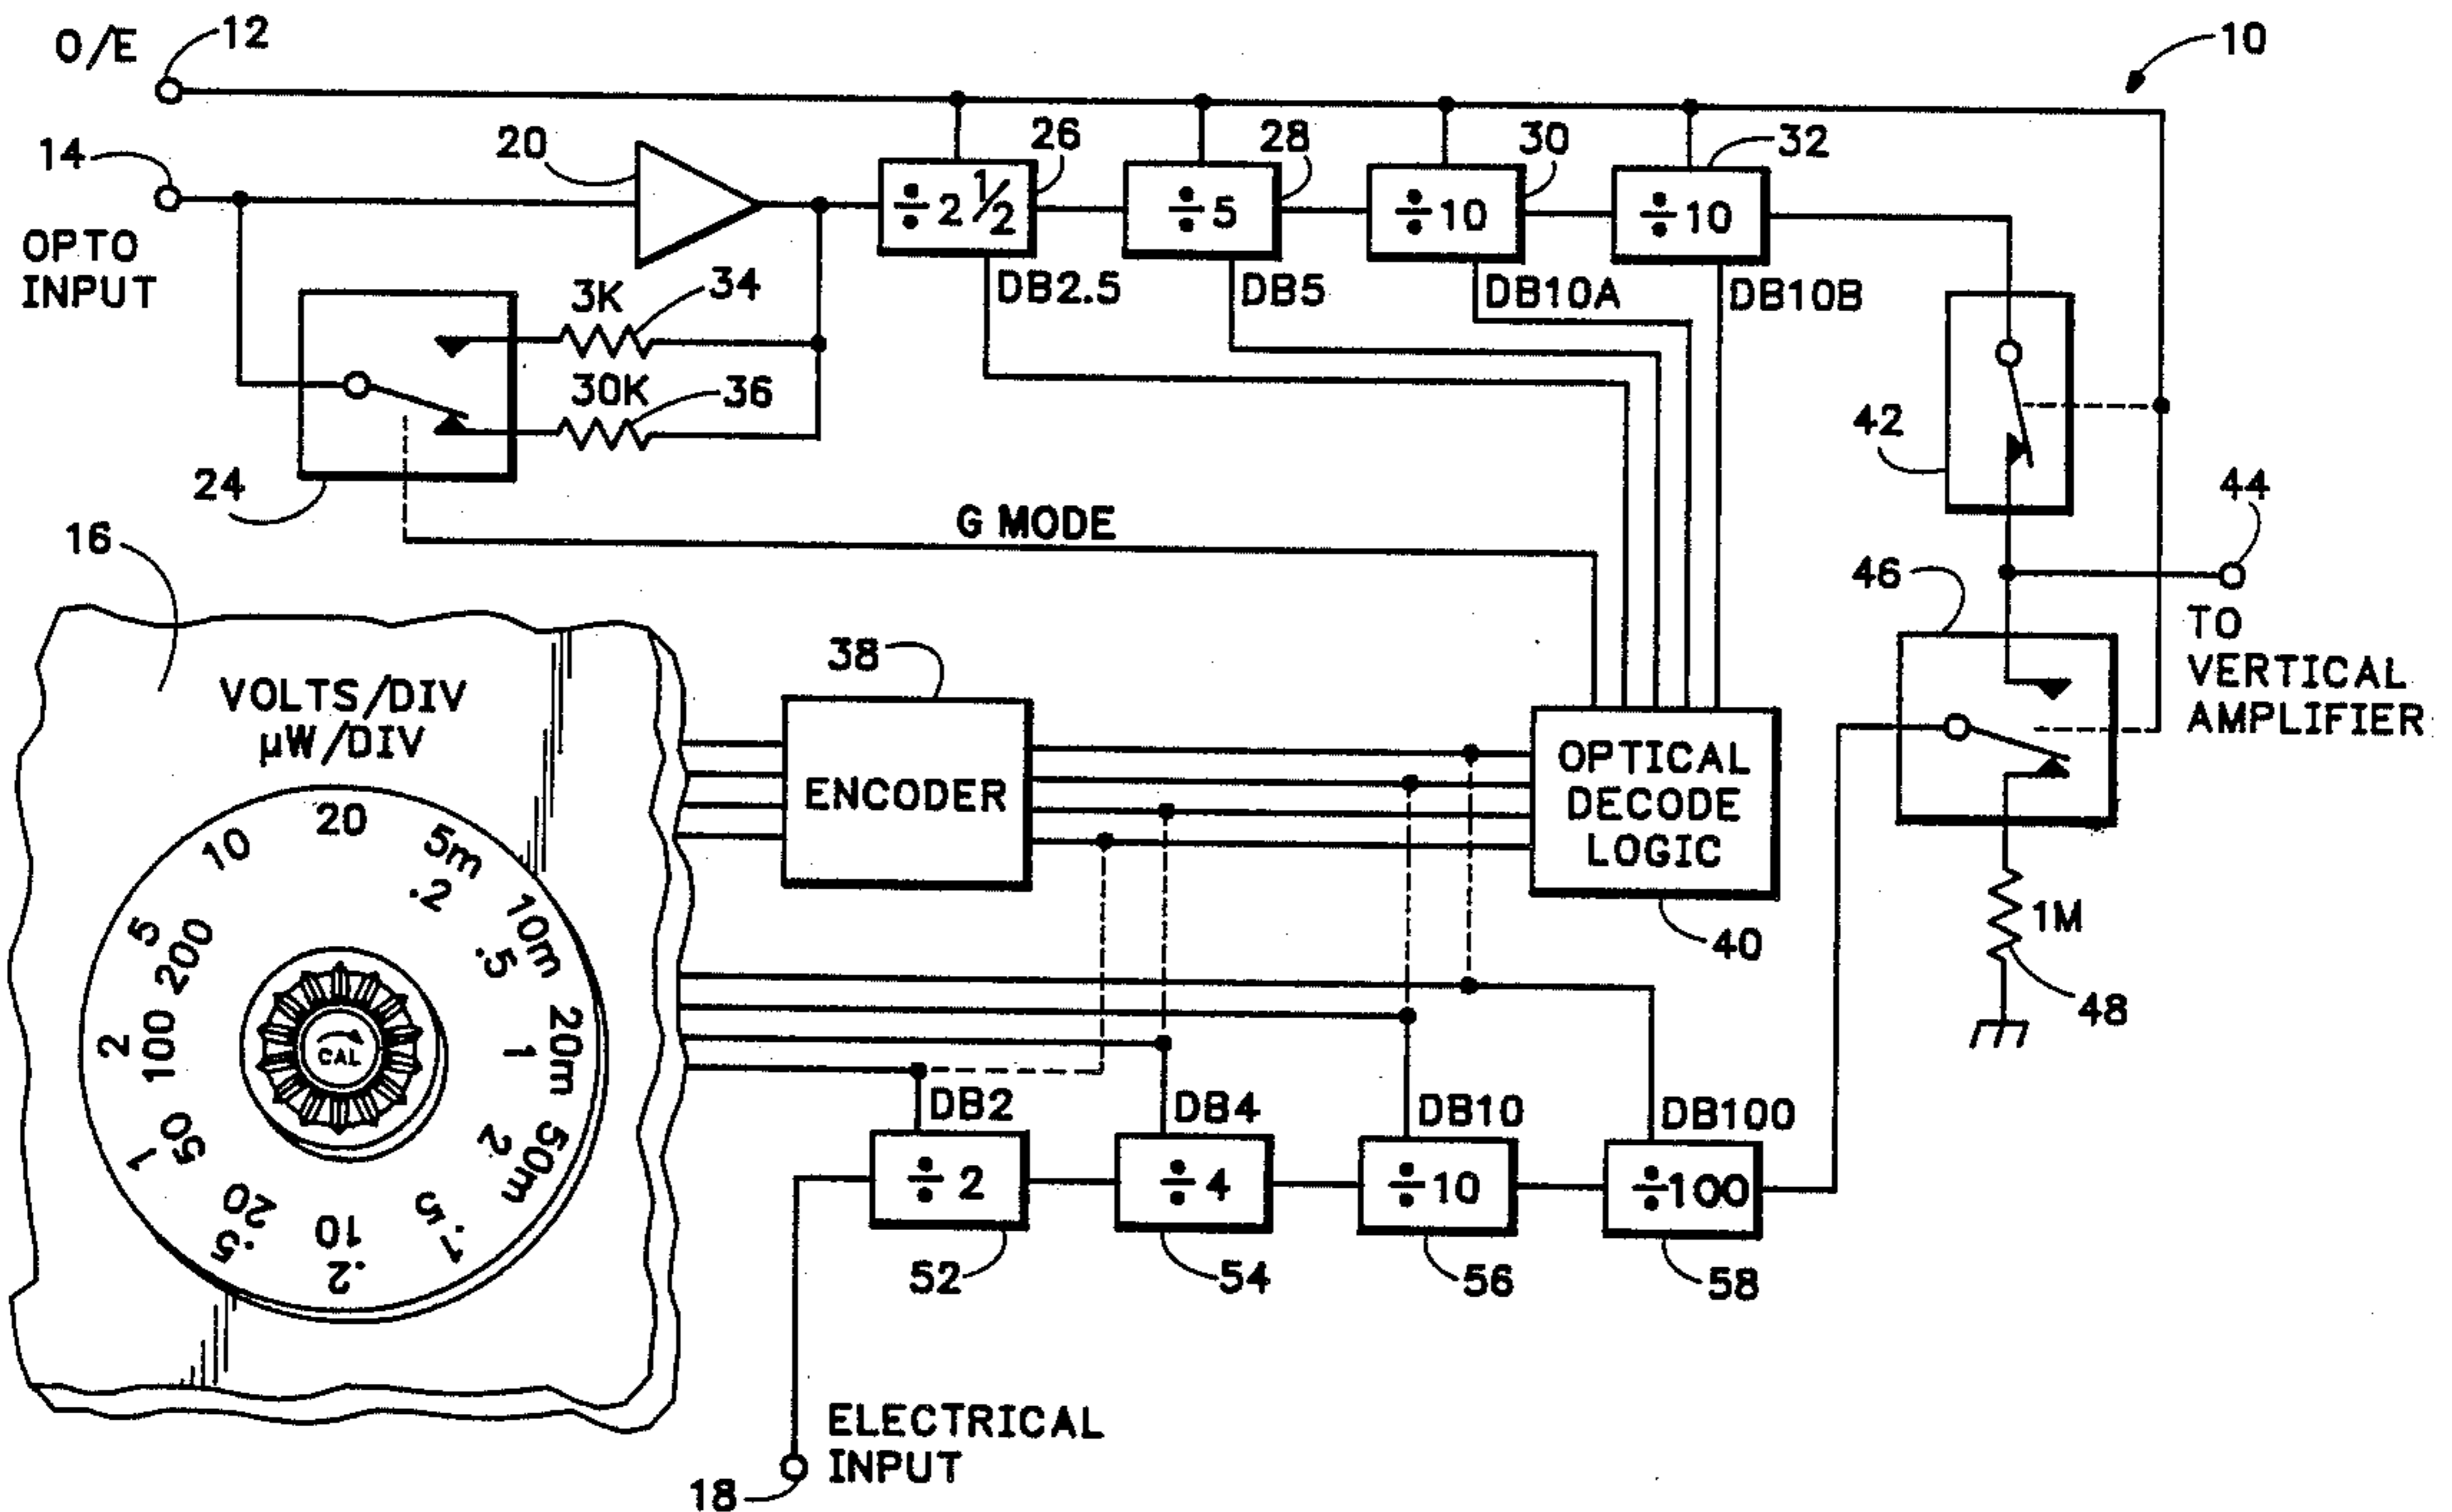 O/E
12
10
14
20
26
28
30
32
÷2 ½
÷5
÷10
÷10
OPTO
INPUT
DB2.5
DB5
DB10A
DB10B
3K
34
30K
36
24
42
44
G MODE
16
46
TO
VERTICAL
AMPLIFIER
38
VOLTS/DIV
µW/DIV
ENCODER
OPTICAL
DECODE
LOGIC
40
1M
48
20
5m
.2
10m
.5
20m
1
50m
2
.1
.5
.2
10
.5
20
1
50
2
100
5
200
10
CAL
DB2
DB4
DB10
DB100
÷2
÷4
÷10
÷100
52
54
56
58
ELECTRICAL
INPUT
18